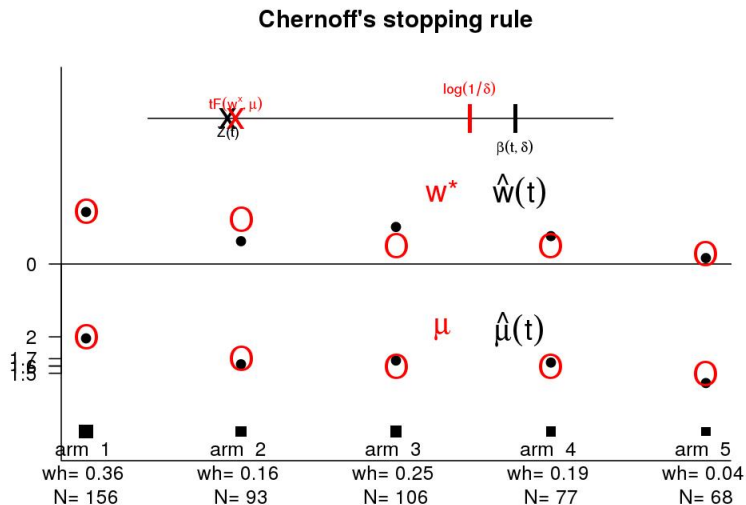 Chernoff's stopping rule
log(1/δ)
tF(w*, μ)
Z(t)
β(t, δ)
w* ŵ(t)
0
μ μ̂(t)
2
1.7
1.5
arm 1 arm 2 arm 3 arm 4 arm 5
wh= 0.36 wh= 0.16 wh= 0.25 wh= 0.19 wh= 0.04
N= 156 N= 93 N= 106 N= 77 N= 68